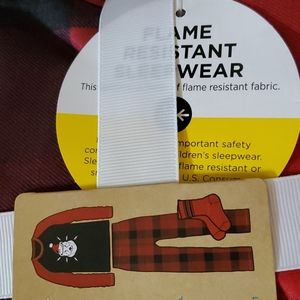 FLAME
RESISTANT
SLEEPWEAR
This of flame resistant fabric.
important safety
children's sleepwear.
flame resistant or
U.S. Consum